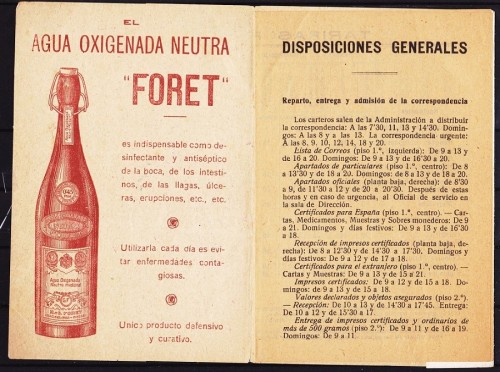 EL
AGUA OXIGENADA NEUTRA
"FORET"
es indispensable como de-
sinfectante y antiséptico
de la boca, de los intesti-
nos, de las llagas, úlce-
ras, erupciones, etc., etc.
Utilizarla cada día es evi-
tar enfermedades conta-
giosas.
Unico producto defensivo
y curativo.
DISPOSICIONES GENERALES
Reparto, entrega y admisión de la correspondencia
Los carteros salen de la Administración a distribuir
la correspondencia: A las 7'30, 11, 13 y 14'30. Domin-
gos: A las 8 y a las 13. La correspondencia urgente:
A las 8, 9, 10, 12, 14, 18 y 20.
Lista de Correos (piso 1.º, izquierda): De 9 a 13 y
de 16 a 20. Domingos: De 9 a 13 y de 16'30 a 20.
Apartados de particulares (piso 1.º, centro): De 8
a 13'30 y de 18 a 20. Domingos: De 8 a 13 y de 18 a 20.
Apartados oficiales (planta baja, derecha): de 8'30
a 9, de 11'30 a 12 y de 20 a 20'30. Después de estas
horas y en caso de urgencia, al Oficial de servicio en
la sala de Dirección.
Certificados para España (piso 1.º, centro). — Car-
tas, Medicamentos, Muestras y Sobres monederos: De 9
a 21. Domingos y días festivos: De 9 a 13 y de 16'30
a 18.
Recepción de impresos certificados (planta baja, de-
recha): De 8 a 12'30 y de 14'30 a 17'30. Domingos y
días festivos: De 8 a 12 y de 17 a 18.
Certificados para el extranjero (piso 1.º, centro). —
Cartas y Muestras: De 9 a 13 y de 15 a 21.
Impresos certificados: De 9 a 12 y de 15 a 18. Do-
mingos: de 9 a 13 y de 15 a 18.
Valores declarados y objetos asegurados (piso 2.º).
— Recepción: De 10 a 13 y de 14'30 a 17'45. Entrega:
De 10 a 12 y de 15'30 a 17.
Entrega de impresos certificados y ordinarios de
más de 500 gramos (piso 2.º): De 9 a 11 y de 16 a 19.
Domingos: De 9 a 11.